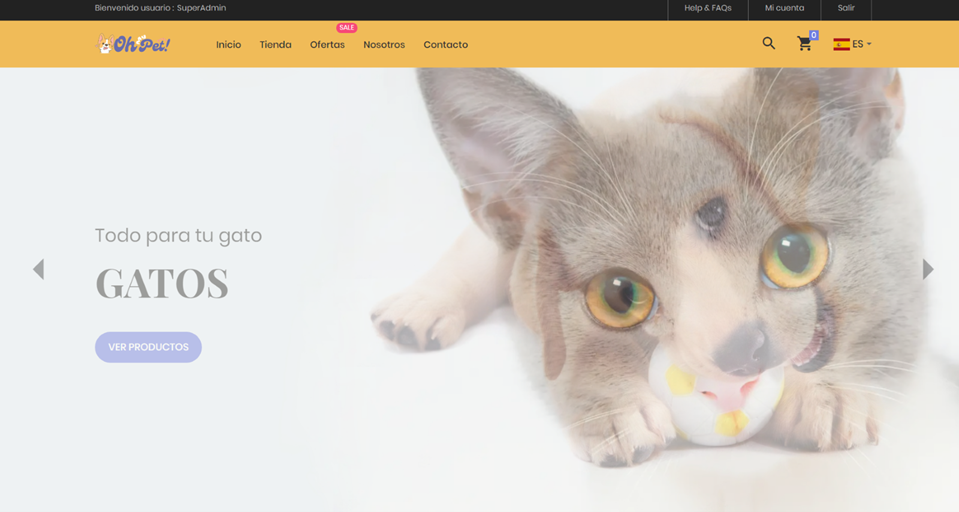 Bienvenido usuario : SuperAdmin
Help & FAQs
Mi cuenta
Salir
Oh Pet!
Inicio
Tienda
Ofertas
SALE
Nosotros
Contacto
0
ES
Todo para tu gato
GATOS
VER PRODUCTOS